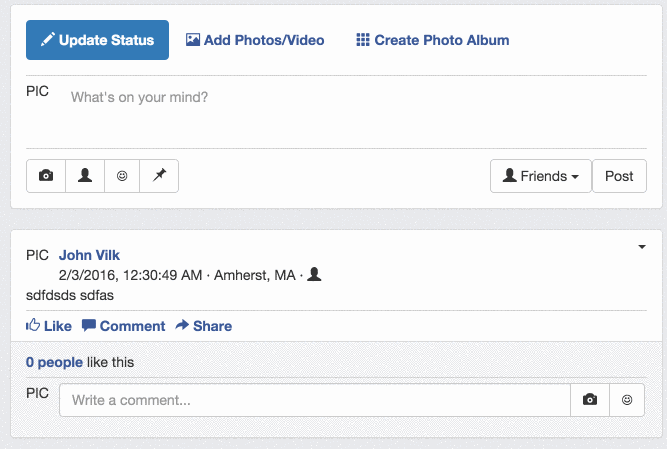 Update Status Add Photos/Video Create Photo Album
PIC What's on your mind?
Friends Post
PIC John Vilk
2/3/2016, 12:30:49 AM · Amherst, MA ·
sdfdsds sdfas
Like Comment Share
0 people like this
PIC Write a comment...